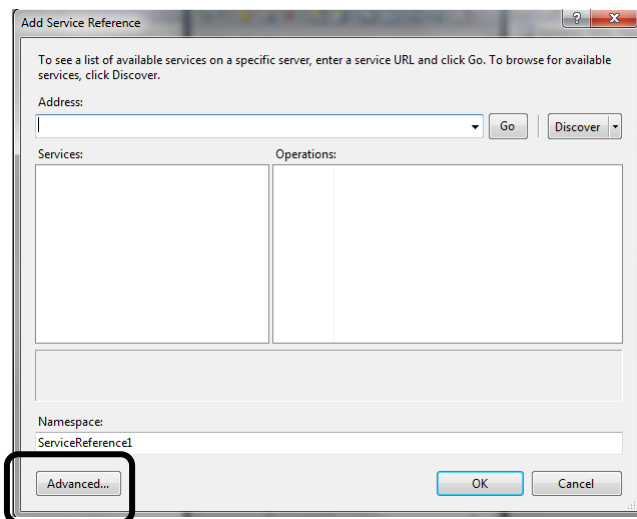 Add Service Reference
To see a list of available services on a specific server, enter a service URL and click Go. To browse for available
services, click Discover.
Address:
Go
Discover
Services:
Operations:
Namespace:
ServiceReference1
Advanced...
OK
Cancel